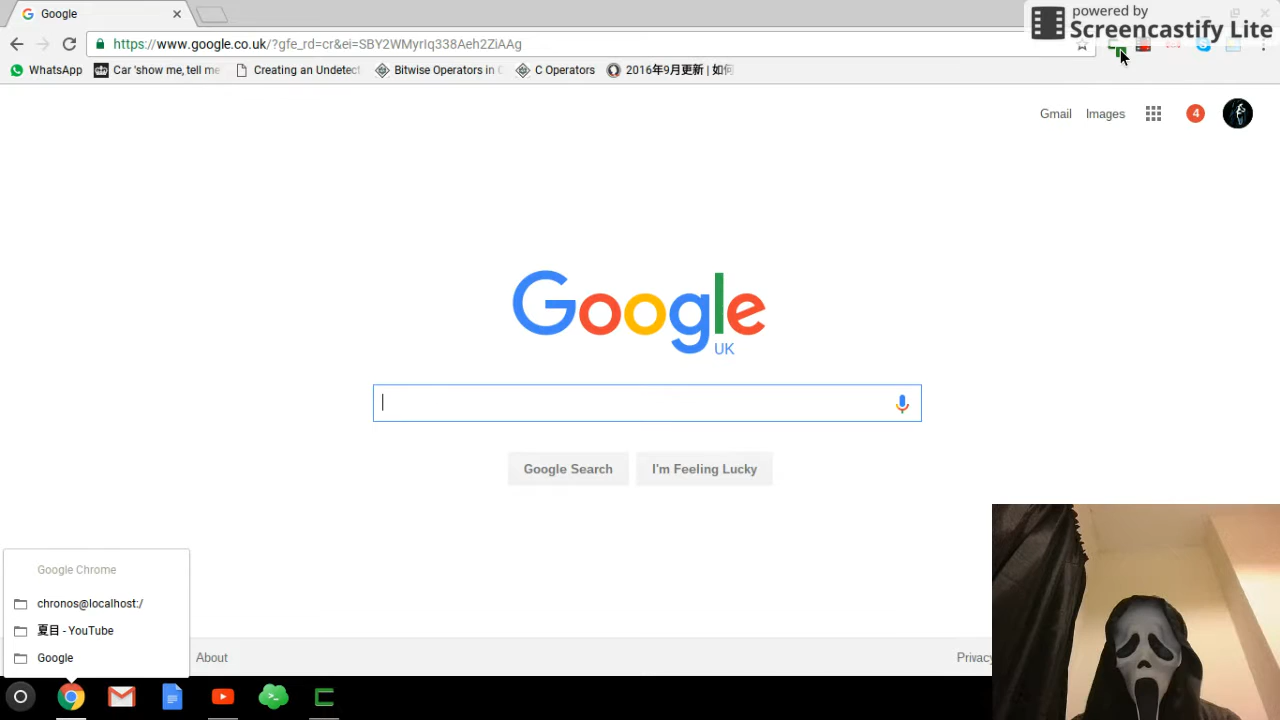 Google
powered by
Screencastify Lite
https://www.google.co.uk/?gfe_rd=cr&ei=SBY2WMyrIq338Aeh2ZiAAg
WhatsApp
Car 'show me, tell me
Creating an Undetect
Bitwise Operators in C
C Operators
2016年9月更新 | 如何
Gmail
Images
4
Google
UK
Google Search
I'm Feeling Lucky
Google Chrome
chronos@localhost:/
夏目 - YouTube
Google
About
Privacy